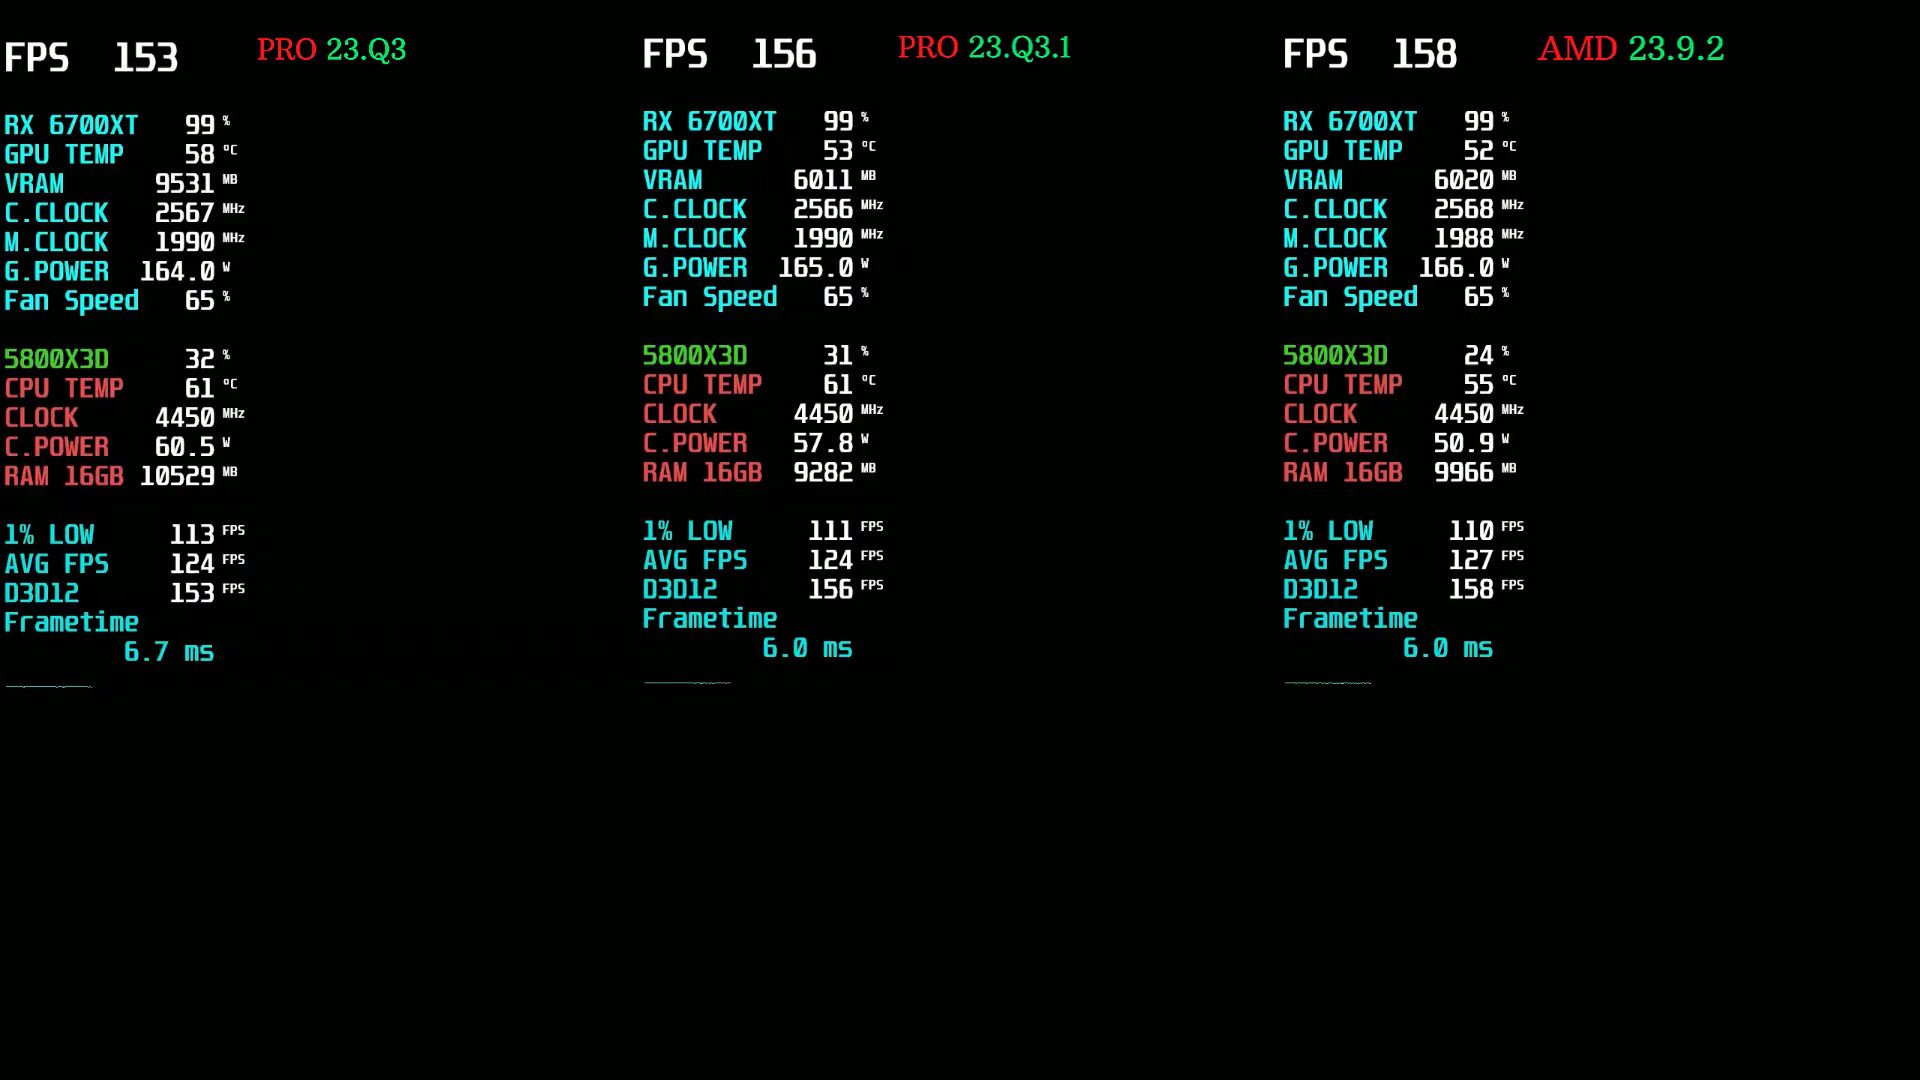 FPS 153 PRO 23.Q3
RX 6700XT 99 %
GPU TEMP 58 °C
VRAM 9531 MB
C.CLOCK 2567 MHz
M.CLOCK 1990 MHz
G.POWER 164.0 W
Fan Speed 65 %
5800X3D 32 %
CPU TEMP 61 °C
CLOCK 4450 MHz
C.POWER 60.5 W
RAM 16GB 10529 MB
1% LOW 113 FPS
AVG FPS 124 FPS
D3D12 153 FPS
Frametime
6.7 ms
FPS 156 PRO 23.Q3.1
RX 6700XT 99 %
GPU TEMP 53 °C
VRAM 6011 MB
C.CLOCK 2566 MHz
M.CLOCK 1990 MHz
G.POWER 165.0 W
Fan Speed 65 %
5800X3D 31 %
CPU TEMP 61 °C
CLOCK 4450 MHz
C.POWER 57.8 W
RAM 16GB 9282 MB
1% LOW 111 FPS
AVG FPS 124 FPS
D3D12 156 FPS
Frametime
6.0 ms
FPS 158 AMD 23.9.2
RX 6700XT 99 %
GPU TEMP 52 °C
VRAM 6020 MB
C.CLOCK 2568 MHz
M.CLOCK 1988 MHz
G.POWER 166.0 W
Fan Speed 65 %
5800X3D 24 %
CPU TEMP 55 °C
CLOCK 4450 MHz
C.POWER 50.9 W
RAM 16GB 9966 MB
1% LOW 110 FPS
AVG FPS 127 FPS
D3D12 158 FPS
Frametime
6.0 ms